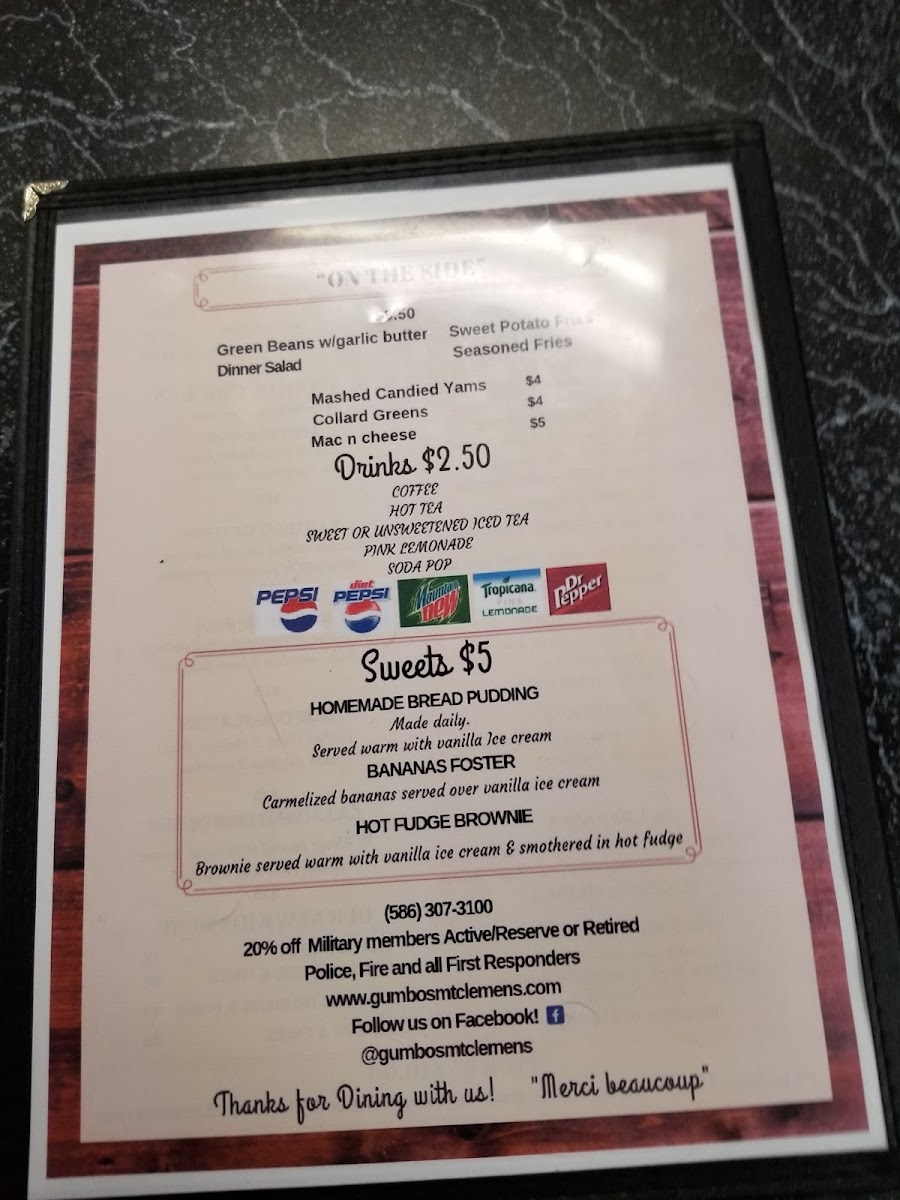 "ON THE SIDE"
.50
Green Beans w/garlic butter Sweet Potato Fries
Dinner Salad Seasoned Fries
Mashed Candied Yams $4
Collard Greens $4
Mac n cheese $5
Drinks $2.50
COFFEE
HOT TEA
SWEET OR UNSWEETENED ICED TEA
PINK LEMONADE
SODA POP
PEPSI diet PEPSI Mountain Dew Tropicana PINK LEMONADE Dr Pepper
Sweets $5
HOMEMADE BREAD PUDDING
Made daily.
Served warm with vanilla Ice cream
BANANAS FOSTER
Carmelized bananas served over vanilla ice cream
HOT FUDGE BROWNIE
Brownie served warm with vanilla ice cream & smothered in hot fudge
(586) 307-3100
20% off Military members Active/Reserve or Retired
Police, Fire and all First Responders
www.gumbosmtclemens.com
Follow us on Facebook! f
@gumbosmtclemens
Thanks for Dining with us! "Merci beaucoup"